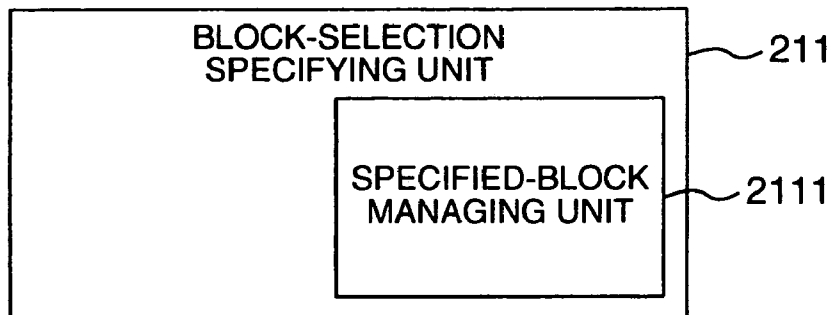 BLOCK-SELECTION
SPECIFYING UNIT
211
SPECIFIED-BLOCK
MANAGING UNIT
2111